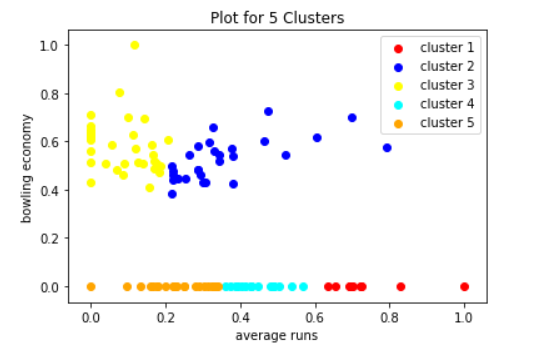 Plot for 5 Clusters
cluster 1
cluster 2
cluster 3
cluster 4
cluster 5
bowling economy
1.0
0.8
0.6
0.4
0.2
0.0
0.0 0.2 0.4 0.6 0.8 1.0
average runs